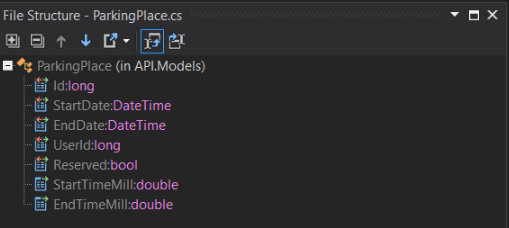 File Structure - ParkingPlace.cs
ParkingPlace (in API.Models)
Id:long
StartDate:DateTime
EndDate:DateTime
UserId:long
Reserved:bool
StartTimeMill:double
EndTimeMill:double